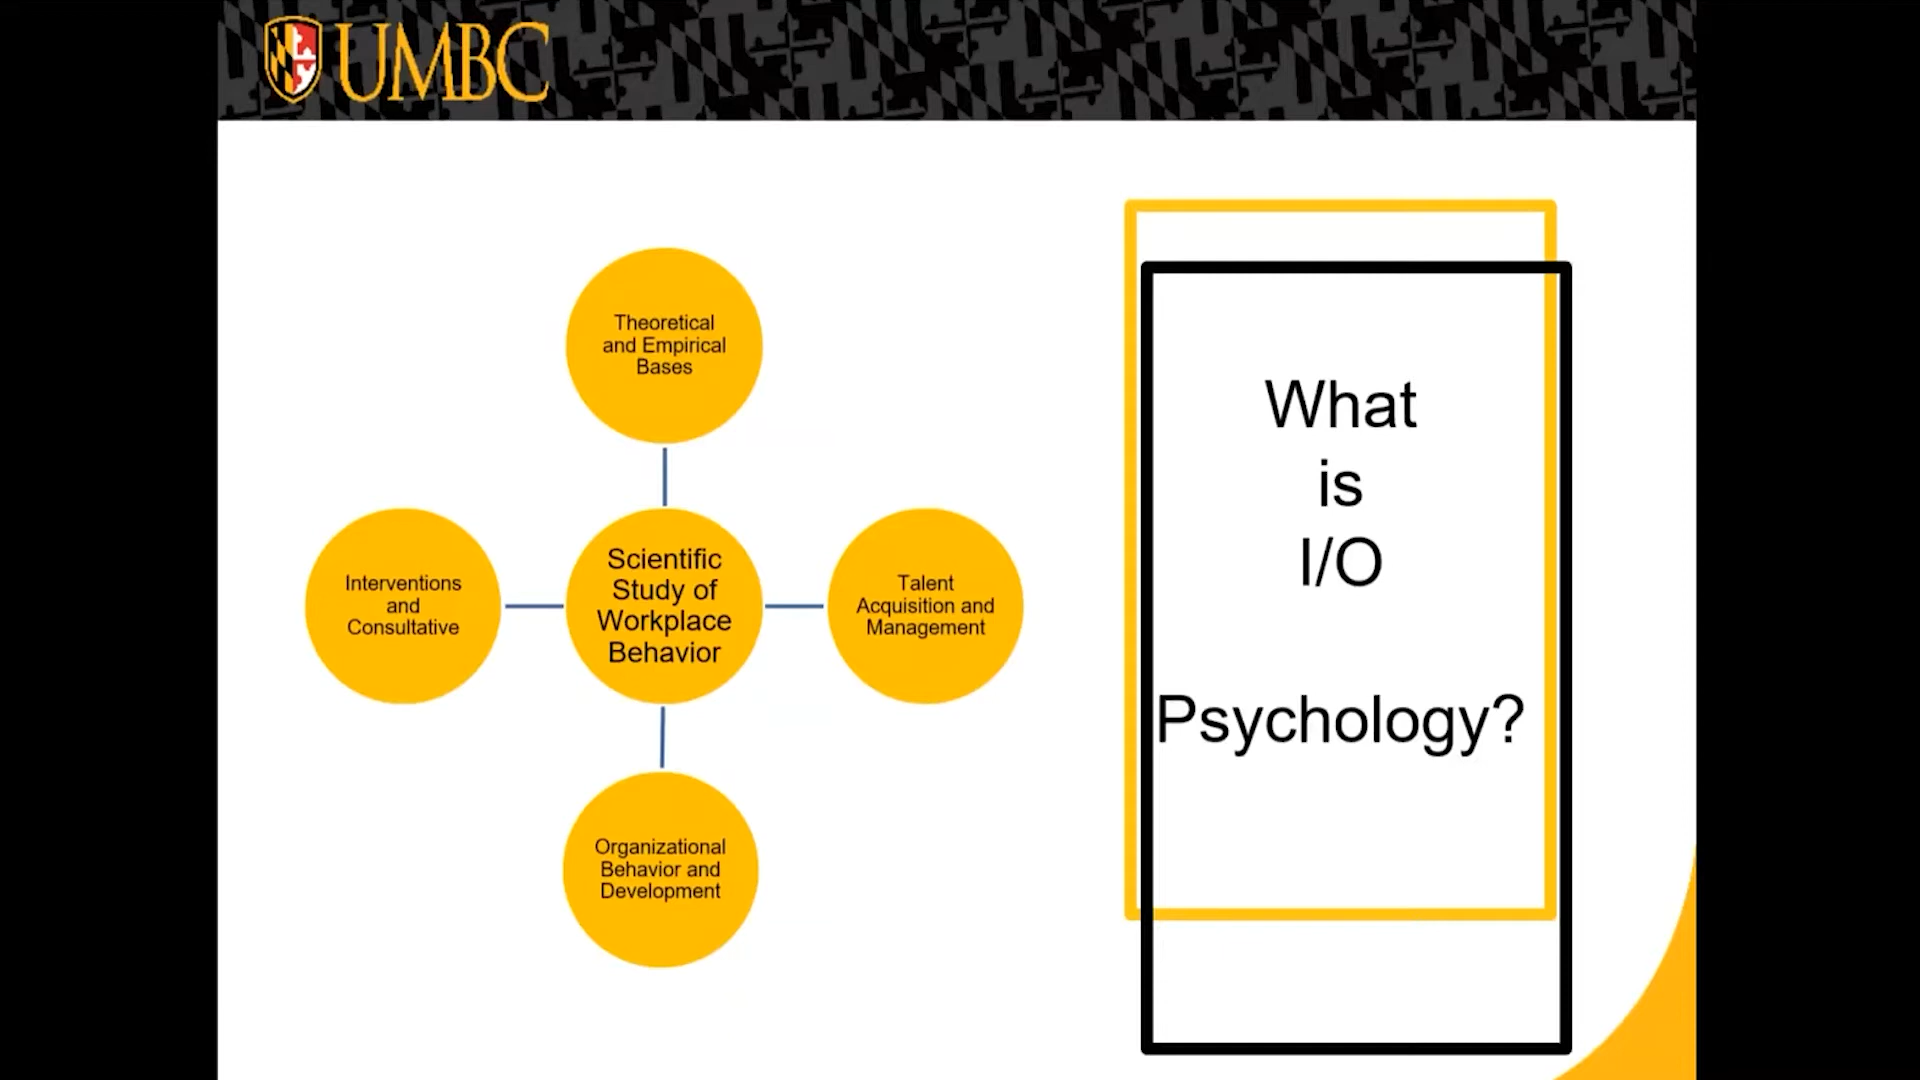 UMBC
Theoretical
and Empirical
Bases
Interventions
and
Consultative
Scientific
Study of
Workplace
Behavior
Talent
Acquisition and
Management
Organizational
Behavior and
Development
What
is
I/O
Psychology?